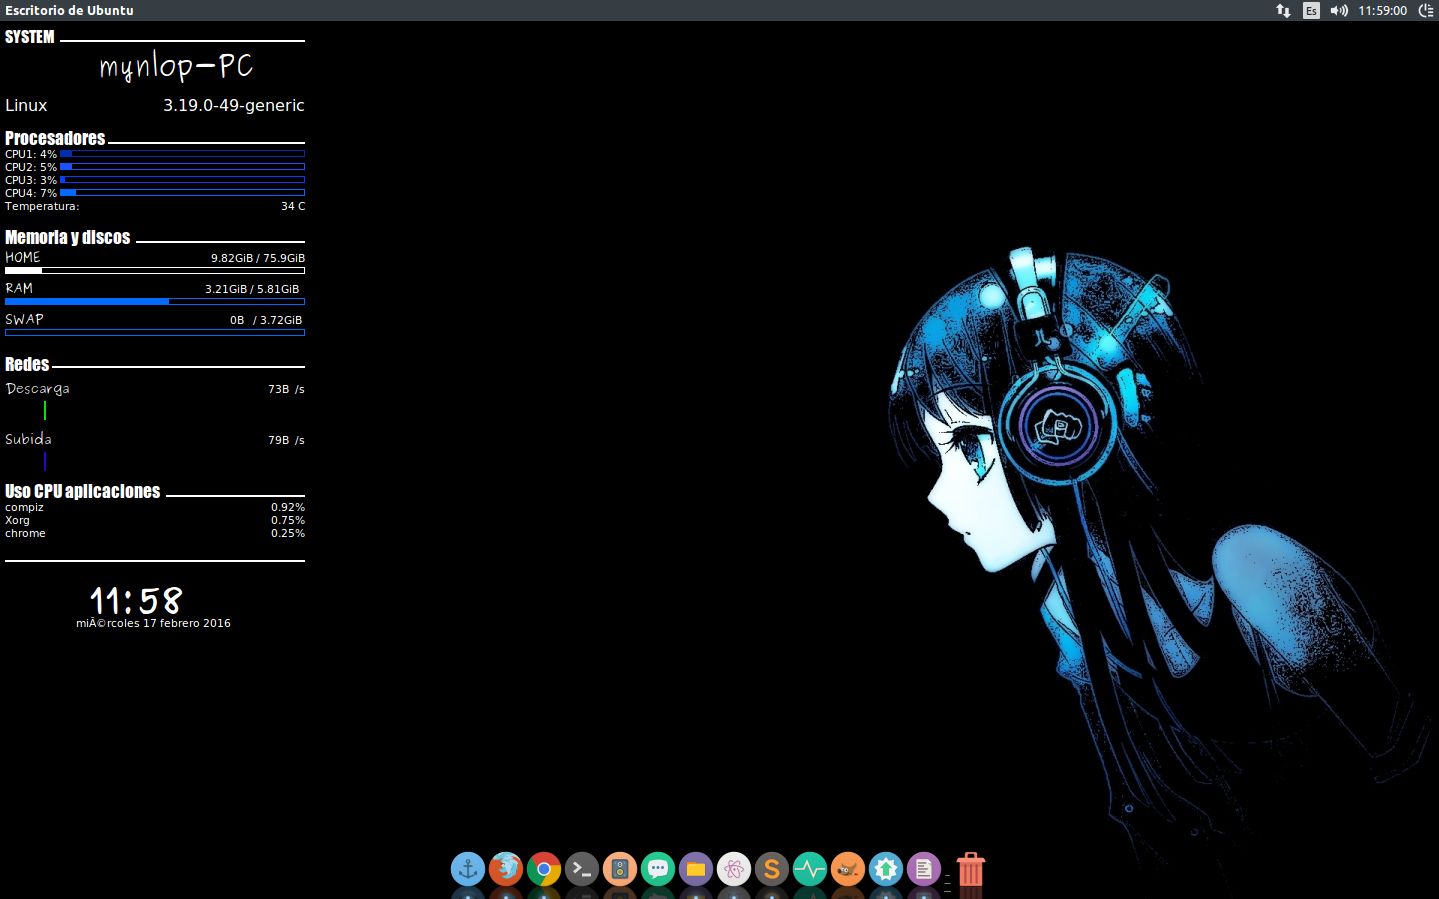 Escritorio de Ubuntu
Es
11:59:00
SYSTEM
mynlop-PC
Linux 3.19.0-49-generic
Procesadores
CPU1: 4%
CPU2: 5%
CPU3: 3%
CPU4: 7%
Temperatura: 34 C
Memoria y discos
HOME 9.82GiB / 75.9GiB
RAM 3.21GiB / 5.81GiB
SWAP 0B / 3.72GiB
Redes
Descarga 73B /s
Subida 79B /s
Uso CPU aplicaciones
compiz 0.92%
Xorg 0.75%
chrome 0.25%
11:58
miÃ©rcoles 17 febrero 2016